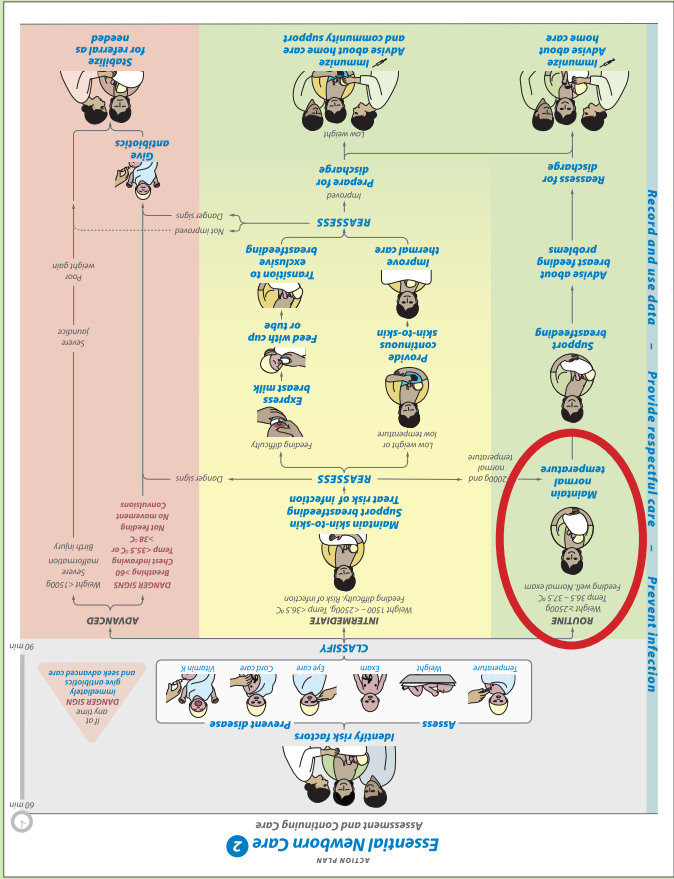 ACTION PLAN
Essential Newborn Care 2
Assessment and Continuing Care
60 min
Identify risk factors
Assess
Prevent disease
Temperature
Weight
Exam
Eye care
Cord care
Vitamin K
If at
any time
DANGER SIGN
immediately
give antibiotics
and seek advanced care
90 min
CLASSIFY
ROUTINE
Weight ≥ 2500g
Temp 36.5 – 37.5 ºC
Feeding Well, Normal exam
Maintain
normal
temperature
Support
breastfeeding
Advise about
breast feeding
problems
Reassess for
discharge
Immunize
Advise about
home care
INTERMEDIATE
Weight 1500 – <2500g, Temp <36.5ºC
Feeding difficulty, Risk of infection
Maintain skin-to-skin
Support breastfeeding
Treat risk of infection
REASSESS
>2000g and
normal
temperature
Danger signs
Low weight or
low temperature
Provide
continuous
skin-to-skin
Improve
thermal care
Feeding difficulty
Express
breast milk
Feed with cup
or tube
Transition to
exclusive
breastfeeding
REASSESS
Not improved
Danger signs
Improved
Prepare for
discharge
Low weight
Immunize
Advise about home care
and community support
ADVANCED
DANGER SIGNS
Breathing >60
Chest indrawing
Temp <35.5ºC or
>38 ºC
Not feeding
No movement
Convulsions
Weight <1500g
Severe
malformation
Birth injury
Severe
jaundice
Poor
weight gain
Give
antibiotics
Stabilize
for referral as
needed
Prevent infection – Provide respectful care – Record and use data